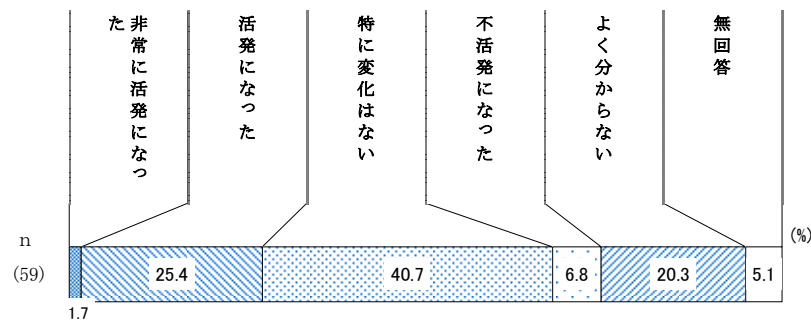 非常に活発になっ
た
活発になった
特に変化はない
不活発になった
よく分からない
無回答
(%)
n
(59)
1.7
25.4
40.7
6.8
20.3
5.1